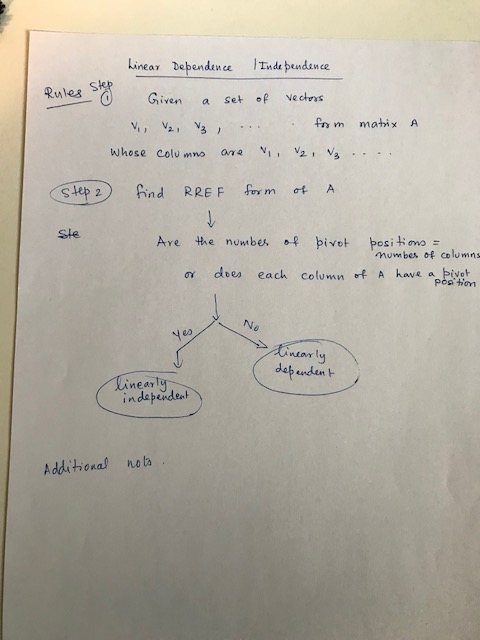 Linear Dependence / Independence
Rules Step ①
Given a set of vectors
V1, V2, V3, .... form matrix A
Whose columns are V1, V2, V3 ....
Step 2 find RREF form of A
Ste
Are the number of pivot positions = number of columns
or does each column of A have a pivot position
Yes No
linearly independent
linearly dependent
Additional nots.